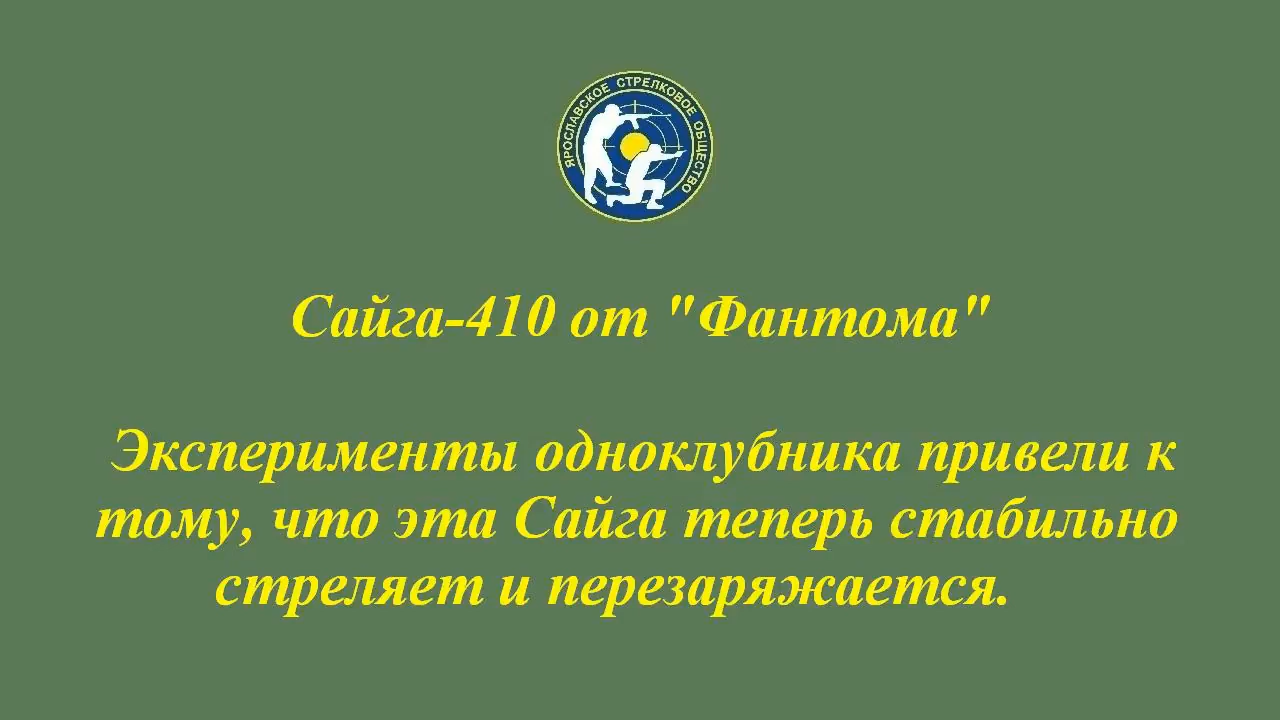 ЯРОСЛАВСКОЕ СТРЕЛКОВОЕ ОБЩЕСТВО
Сайга-410 от "Фантома"
Эксперименты одноклубника привели к
тому, что эта Сайга теперь стабильно
стреляет и перезаряжается.